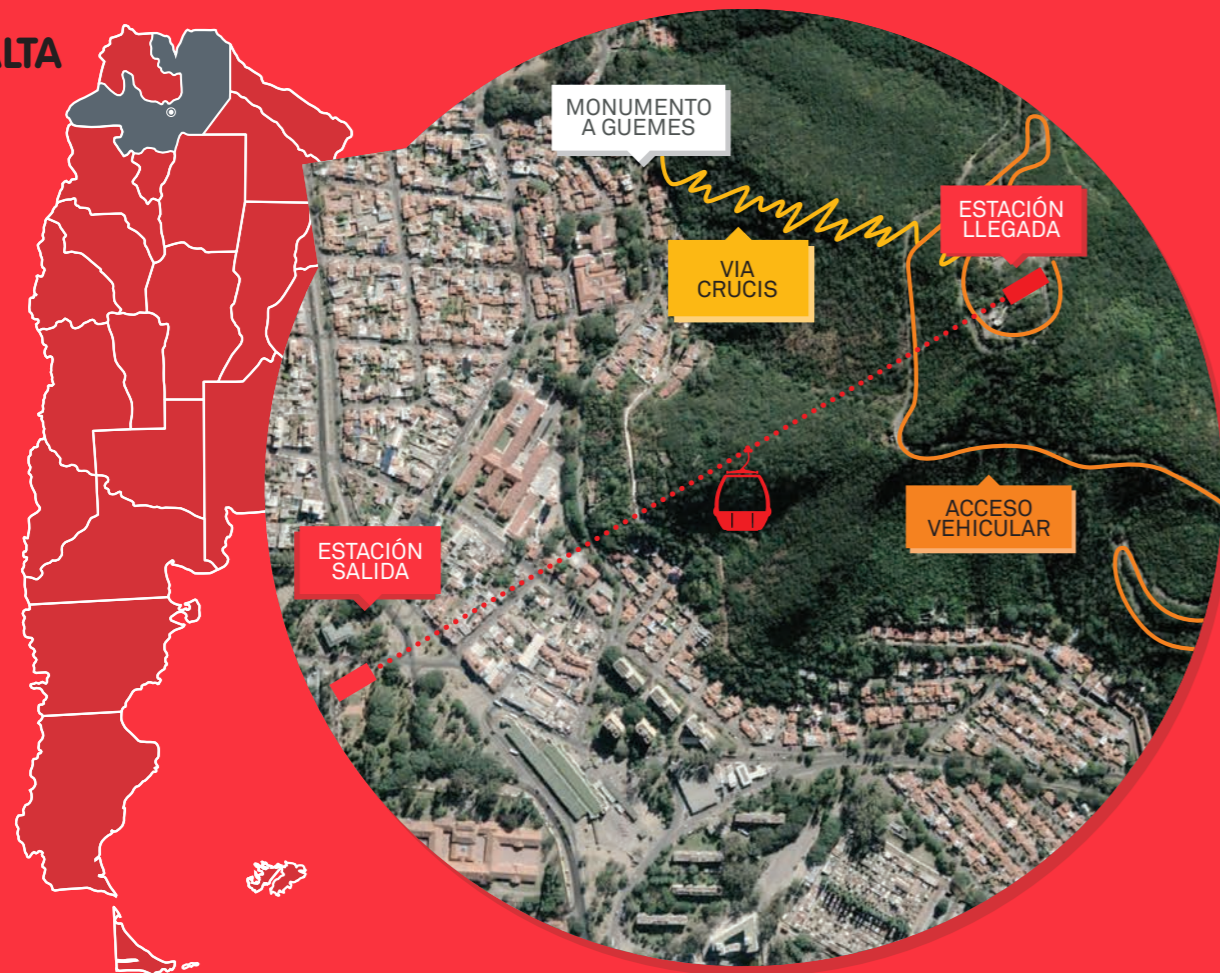 ALTA
MONUMENTO
A GUEMES
ESTACIÓN
LLEGADA
VIA
CRUCIS
ACCESO
VEHICULAR
ESTACIÓN
SALIDA